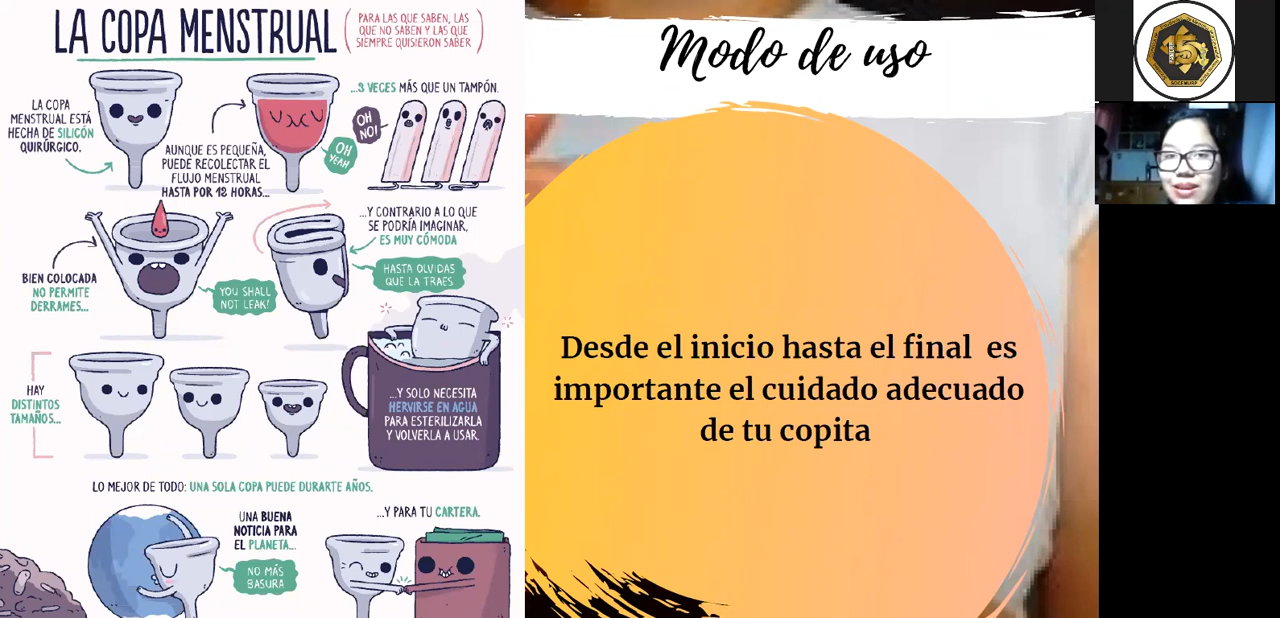 LA COPA MENSTRUAL
(PARA LAS QUE SABEN, LAS
QUE NO SABEN Y LAS QUE
SIEMPRE QUISIERON SABER)
LA COPA
MENSTRUAL ESTÁ
HECHA DE SILICÓN
QUIRÚRGICO.
AUNQUE ES PEQUEÑA,
PUEDE RECOLECTAR EL
FLUJO MENSTRUAL
HASTA POR 12 HORAS...
OH
YEAH
...3 VECES MÁS QUE UN TAMPÓN.
OH
NO!
BIEN COLOCADA
NO PERMITE
DERRAMES...
YOU SHALL
NOT LEAK!
...Y CONTRARIO A LO QUE
SE PODRÍA IMAGINAR,
ES MUY CÓMODA
HASTA OLVIDAS
QUE LA TRAES
HAY
DISTINTOS
TAMAÑOS...
...Y SOLO NECESITA
HERVIRSE EN AGUA
PARA ESTERILIZARLA
Y VOLVERLA A USAR.
LO MEJOR DE TODO: UNA SOLA COPA PUEDE DURARTE AÑOS.
UNA BUENA
NOTICIA PARA
EL PLANETA...
NO MÁS
BASURA
...Y PARA TU CARTERA.
Modo de uso
Desde el inicio hasta el final es
importante el cuidado adecuado
de tu copita
15
SOCEMURP